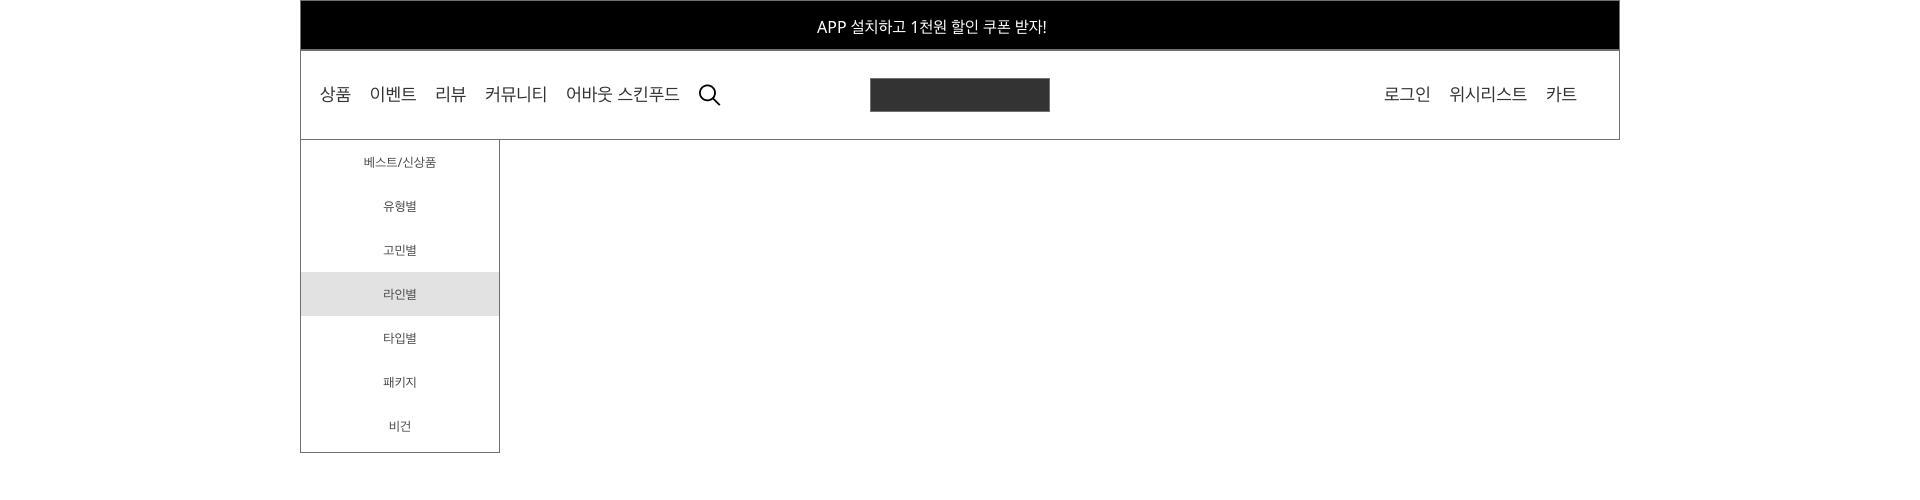 APP 설치하고 1천원 할인 쿠폰 받자!
상품 이벤트 리뷰 커뮤니티 어바웃 스킨푸드 로그인 위시리스트 카트
베스트/신상품
유형별
고민별
라인별
타입별
패키지
비건